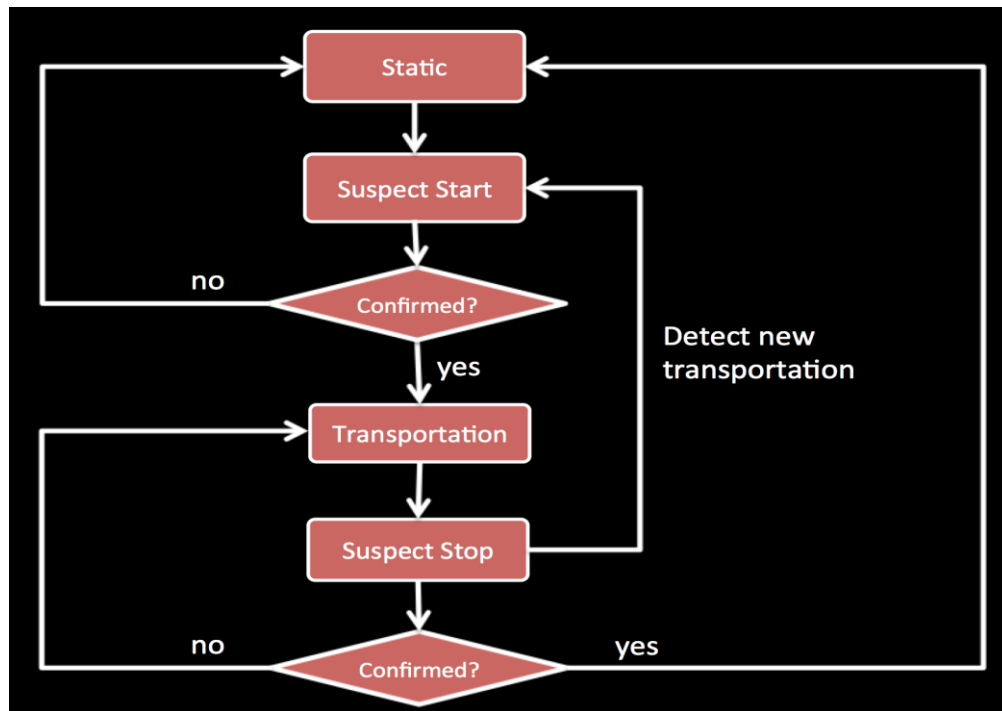 Static
Suspect Start
no
Confirmed?
yes
Detect new
transportation
Transportation
Suspect Stop
no
Confirmed?
yes